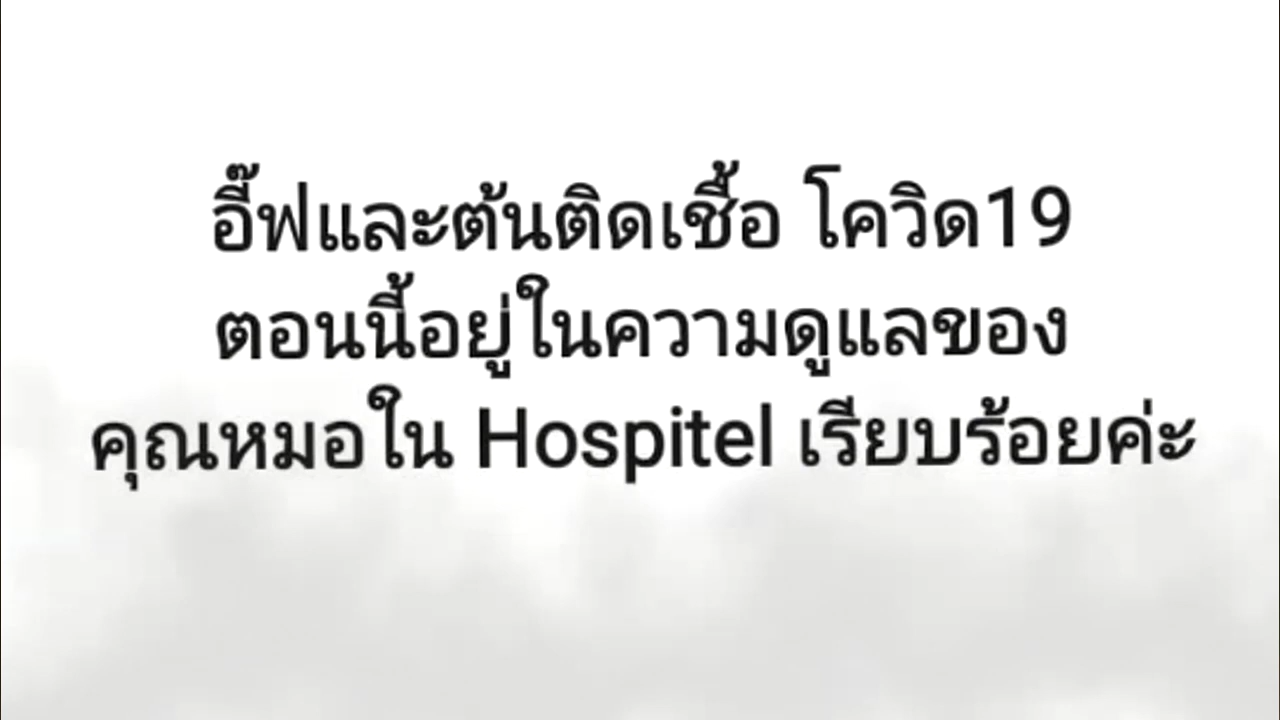 อี๊ฟและต้นติดเชื้อ โควิด19
ตอนนี้อยู่ในความดูแลของ
คุณหมอใน Hospitel เรียบร้อยค่ะ